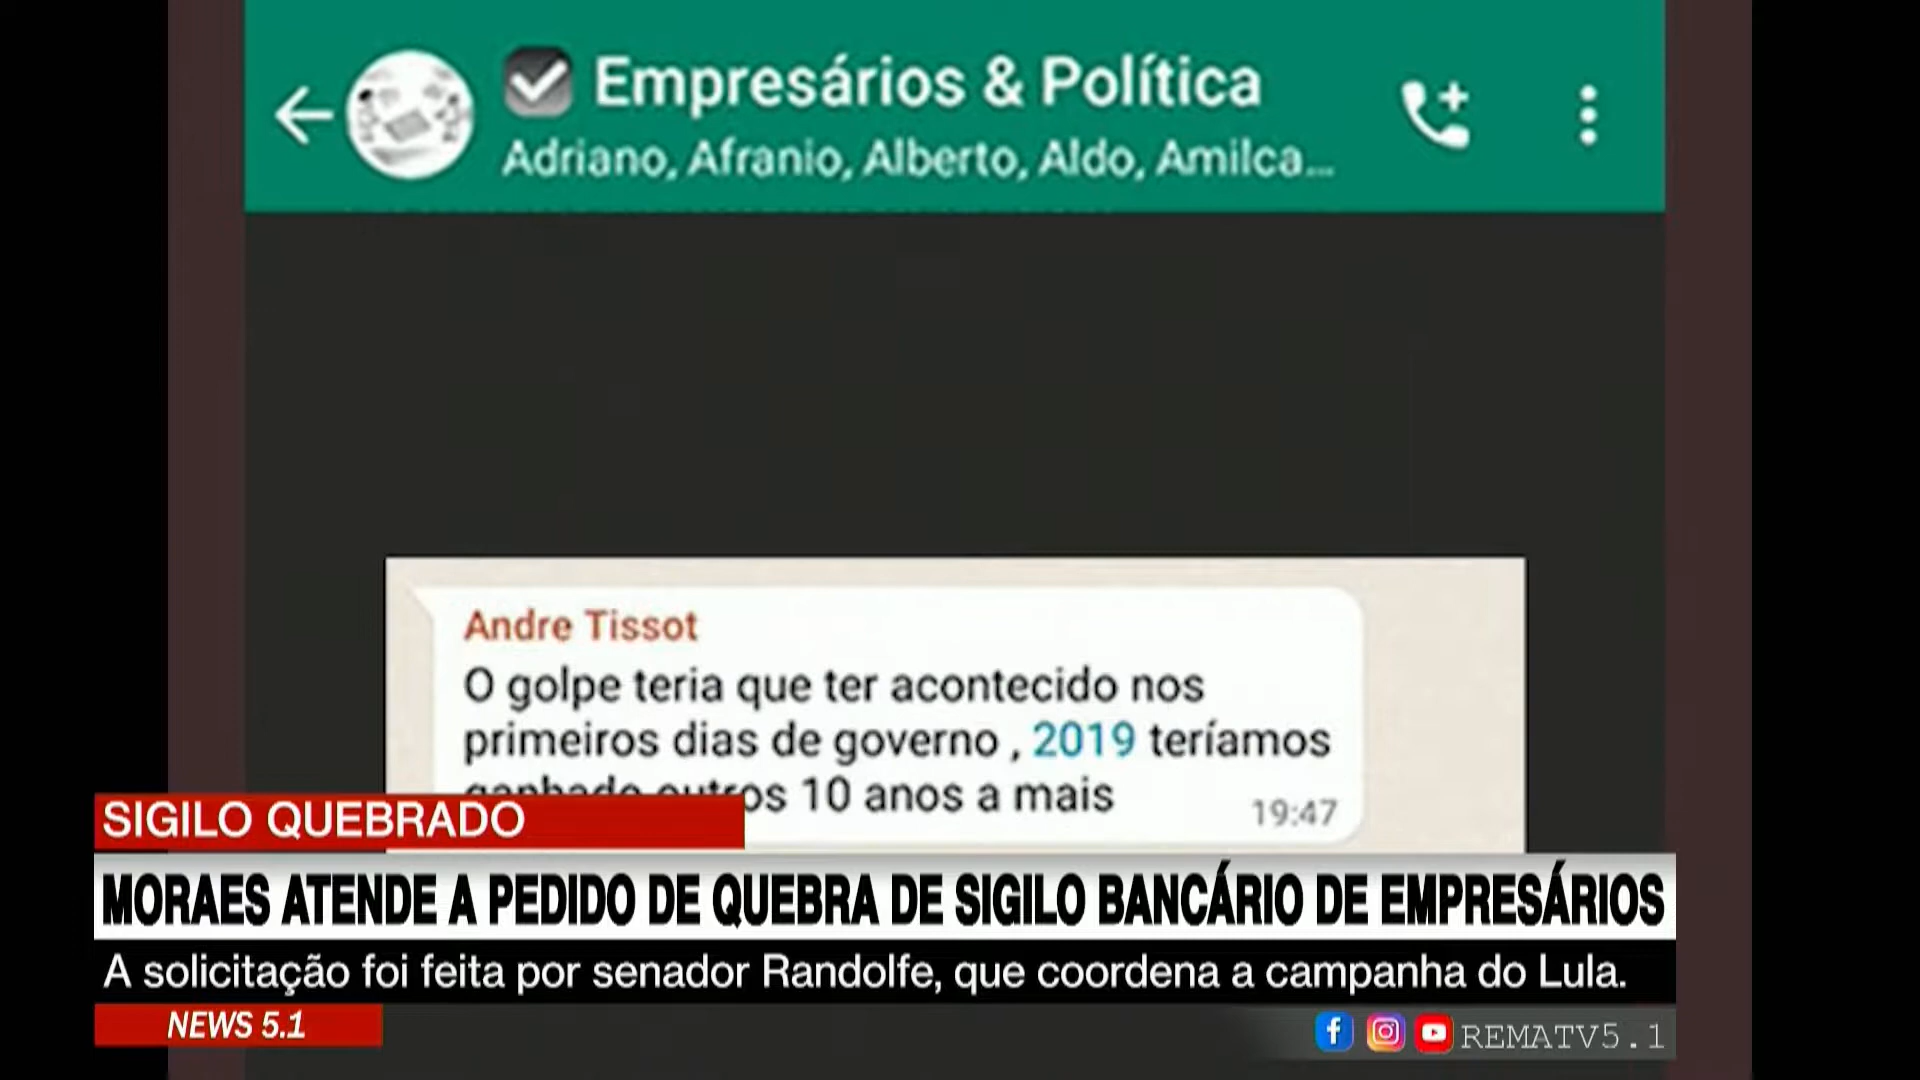 Empresários & Política
Adriano, Afranio, Alberto, Aldo, Amilca...
Andre Tissot
O golpe teria que ter acontecido nos
primeiros dias de governo , 2019 teríamos
ganhado outros 10 anos a mais
19:47
SIGILO QUEBRADO
MORAES ATENDE A PEDIDO DE QUEBRA DE SIGILO BANCÁRIO DE EMPRESÁRIOS
A solicitação foi feita por senador Randolfe, que coordena a campanha do Lula.
NEWS 5.1
REMATV5.1